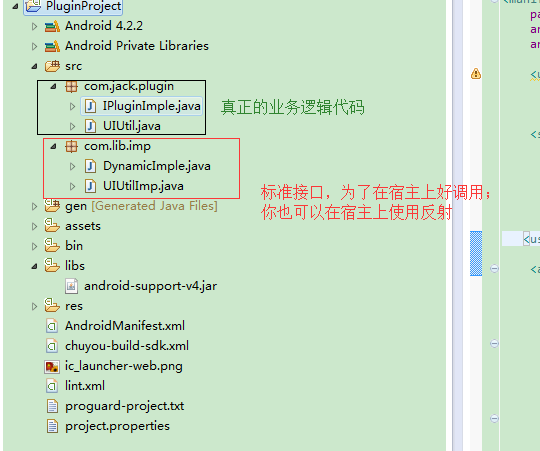 PluginProject
Android 4.2.2
Android Private Libraries
src
com.jack.plugin
IPluginImple.java
UIUtil.java
真正的业务逻辑代码
com.lib.imp
DynamicImple.java
UIUtilImp.java
标准接口，为了在宿主上好调用；
你也可以在宿主上使用反射
gen [Generated Java Files]
assets
bin
libs
android-support-v4.jar
res
AndroidManifest.xml
chuyou-build-sdk.xml
ic_launcher-web.png
lint.xml
proguard-project.txt
project.properties
pa
an
an
<u
<s
<us
<a